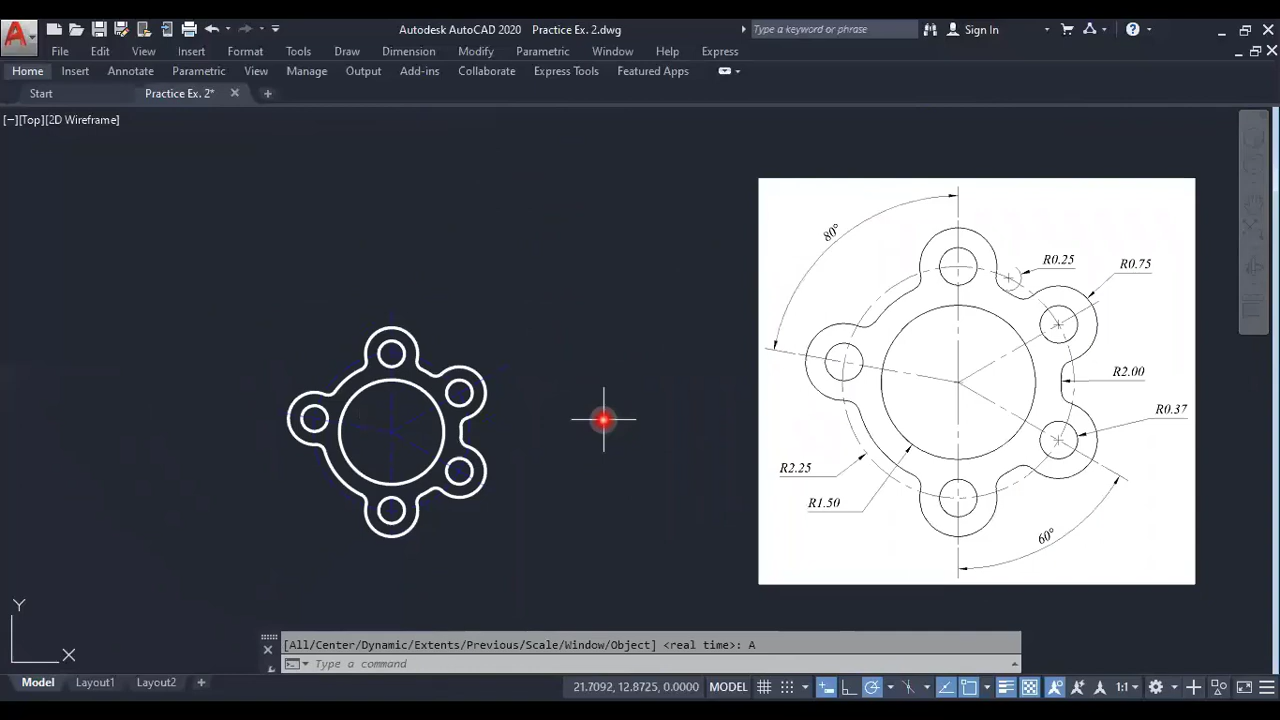 Autodesk AutoCAD 2020 Practice Ex. 2.dwg
Type a keyword or phrase
Sign In
File Edit View Insert Format Tools Draw Dimension Modify Parametric Window Help Express
Home Insert Annotate Parametric View Manage Output Add-ins Collaborate Express Tools Featured Apps
Start Practice Ex. 2*
[−][Top][2D Wireframe]
80°
R0.25
R0.75
R2.00
R0.37
R2.25
R1.50
60°
Y
X
[All/Center/Dynamic/Extents/Previous/Scale/Window/Object] <real time>: A
Type a command
Model Layout1 Layout2
21.7092, 12.8725, 0.0000 MODEL 1:1